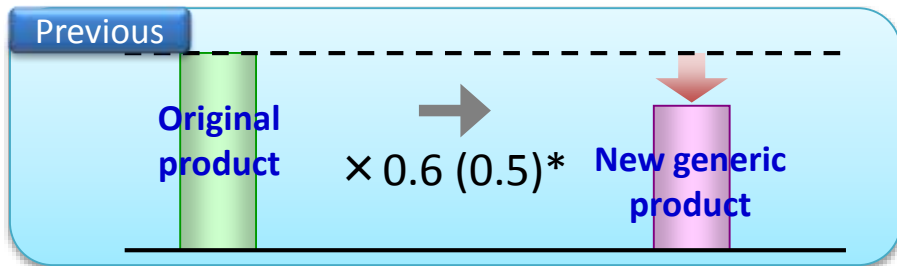 Previous
Original
product
×0.6 (0.5)*
New generic
product